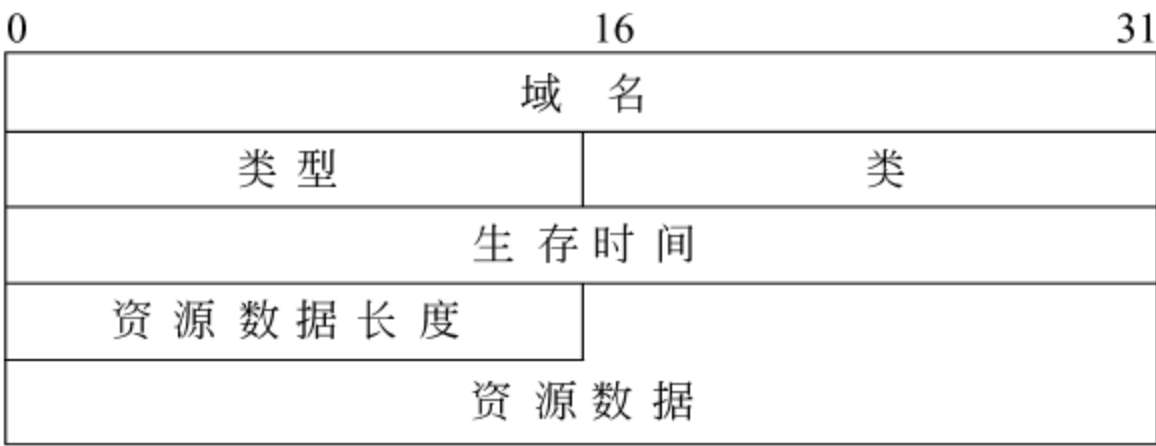 0 16 31
域 名
类 型 类
生 存 时 间
资 源 数 据 长 度
资 源 数 据